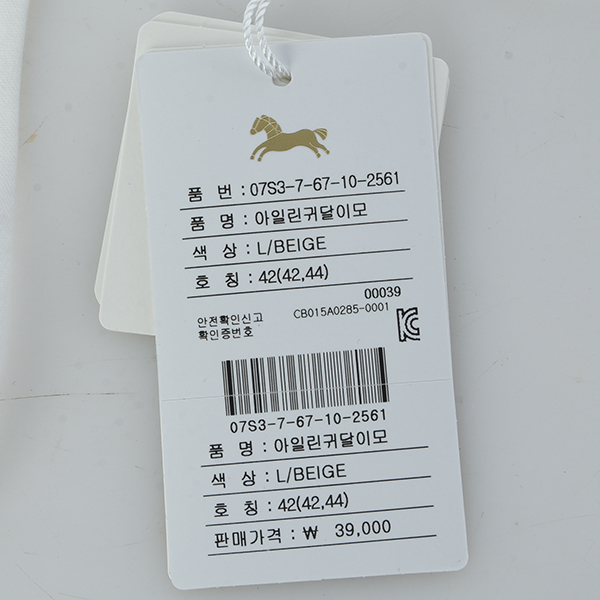 품 번 : 07S3-7-67-10-2561
품 명 : 아일린귀달이모
색 상 : L/BEIGE
호 칭 : 42(42,44)
00039
안전확인신고 CB015A0285-0001
확인증번호
07S3-7-67-10-2561
품 명 : 아일린귀달이모
색 상 : L/BEIGE
호 칭 : 42(42,44)
판매가격 : ₩ 39,000